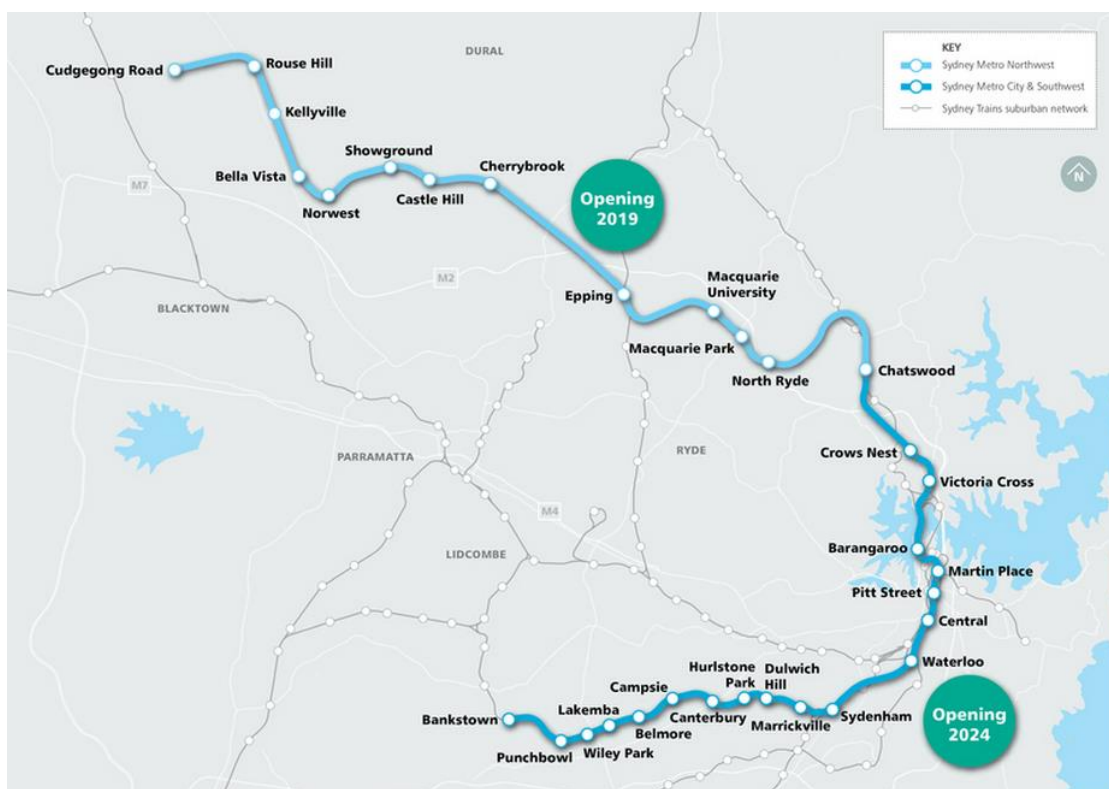 DURAL
KEY
Sydney Metro Northwest
Sydney Metro City & Southwest
Sydney Trains suburban network
N
Cudgegong Road
Rouse Hill
Kellyville
Bella Vista
Norwest
Showground
Castle Hill
Cherrybrook
Opening
2019
M7
M2
BLACKTOWN
Epping
Macquarie
University
Macquarie Park
North Ryde
Chatswood
Crows Nest
Victoria Cross
PARRAMATTA
RYDE
M4
LIDCOMBE
Barangaroo
Martin Place
Pitt Street
Central
Waterloo
Sydenham
Marrickville
Dulwich
Hill
Hurlstone
Park
Canterbury
Campsie
Belmore
Lakemba
Wiley Park
Punchbowl
Bankstown
Opening
2024